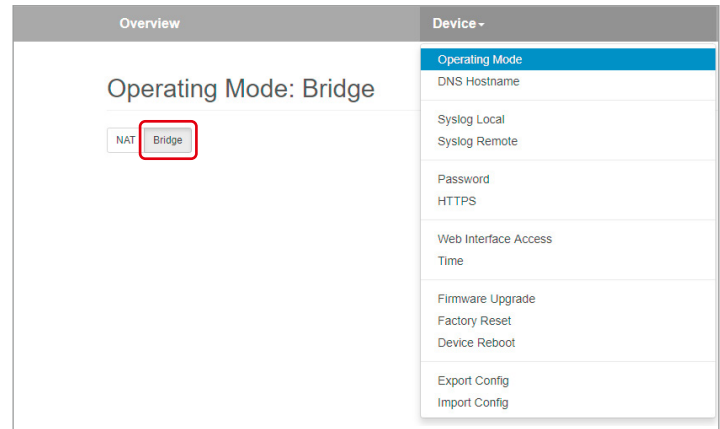 Overview
Device
Operating Mode: Bridge
NAT Bridge
Operating Mode
DNS Hostname
Syslog Local
Syslog Remote
Password
HTTPS
Web Interface Access
Time
Firmware Upgrade
Factory Reset
Device Reboot
Export Config
Import Config